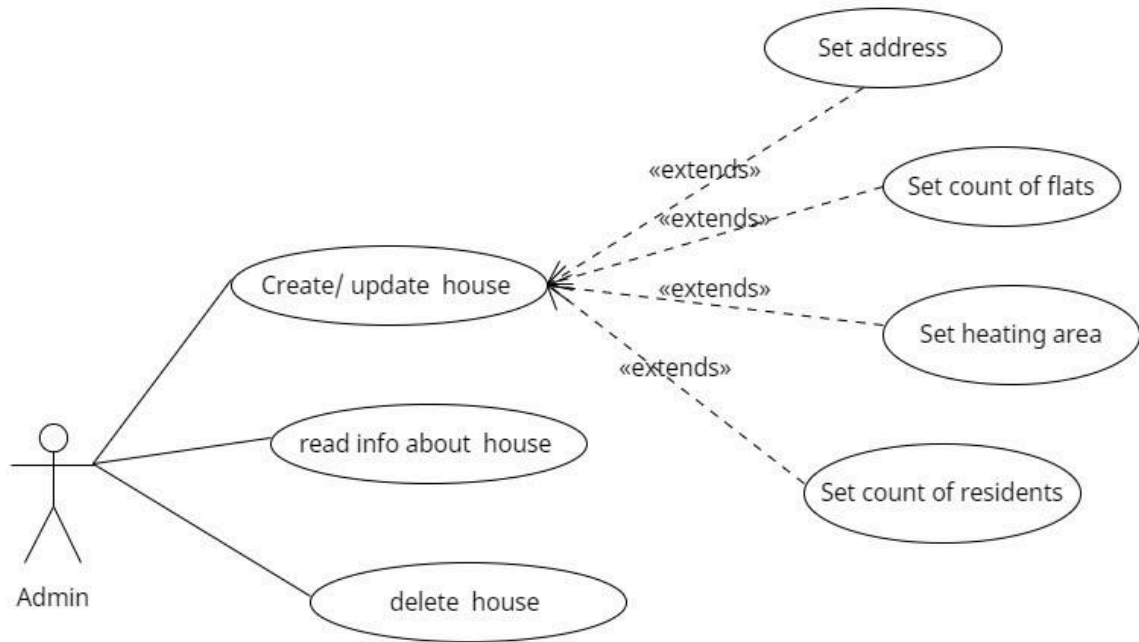 Set address
«extends»
Set count of flats
«extends»
Create/ update house
«extends»
Set heating area
«extends»
read info about house
Set count of residents
Admin
delete house